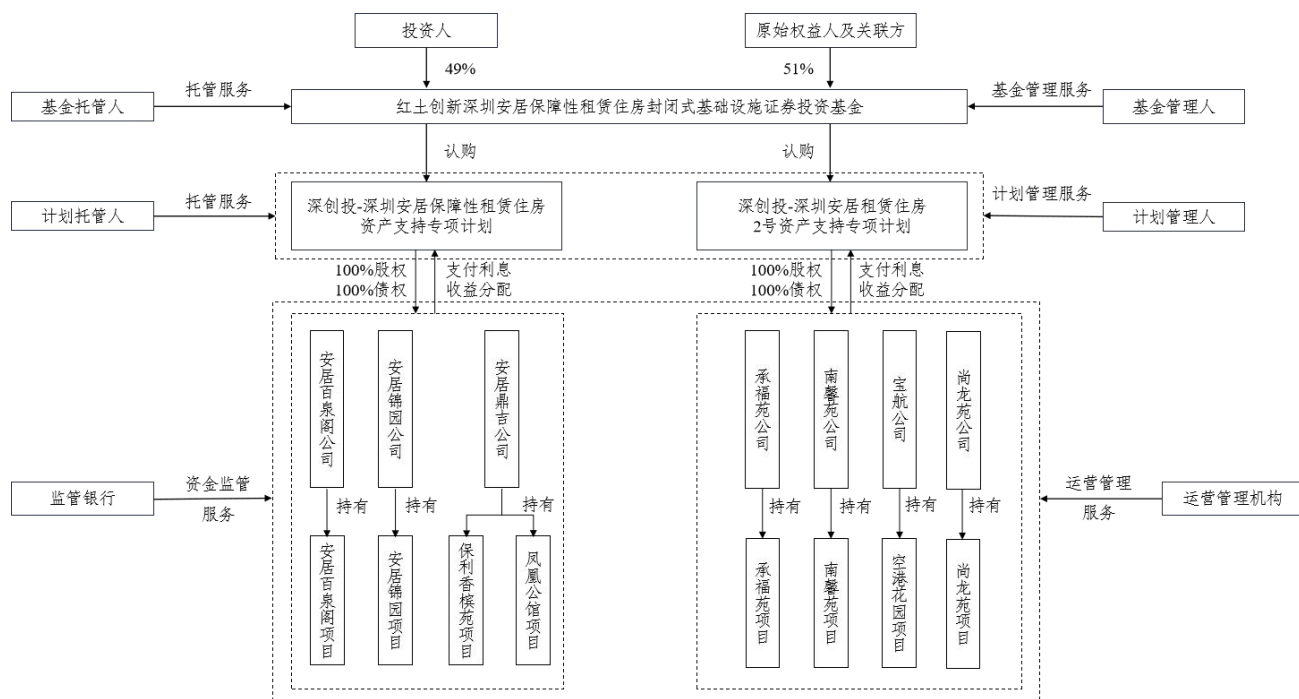 投资人
原始权益人及关联方
49%
51%
基金托管人
托管服务
红土创新深圳安居保障性租赁住房封闭式基础设施证券投资基金
基金管理服务
基金管理人
认购
认购
计划托管人
托管服务
深创投-深圳安居保障性租赁住房
资产支持专项计划
深创投-深圳安居租赁住房
2号资产支持专项计划
计划管理服务
计划管理人
100%股权
100%债权
支付利息
收益分配
100%股权
100%债权
支付利息
收益分配
安居百泉阁公司
安居锦园公司
安居鼎吉公司
承福苑公司
南馨苑公司
宝航公司
尚龙苑公司
监管银行
资金监管
服务
持有
持有
持有
持有
持有
持有
持有
运营管理
服务
运营管理机构
安居百泉阁项目
安居锦园项目
保利香槟苑项目
凤凰公馆项目
承福苑项目
南馨苑项目
空港花园项目
尚龙苑项目